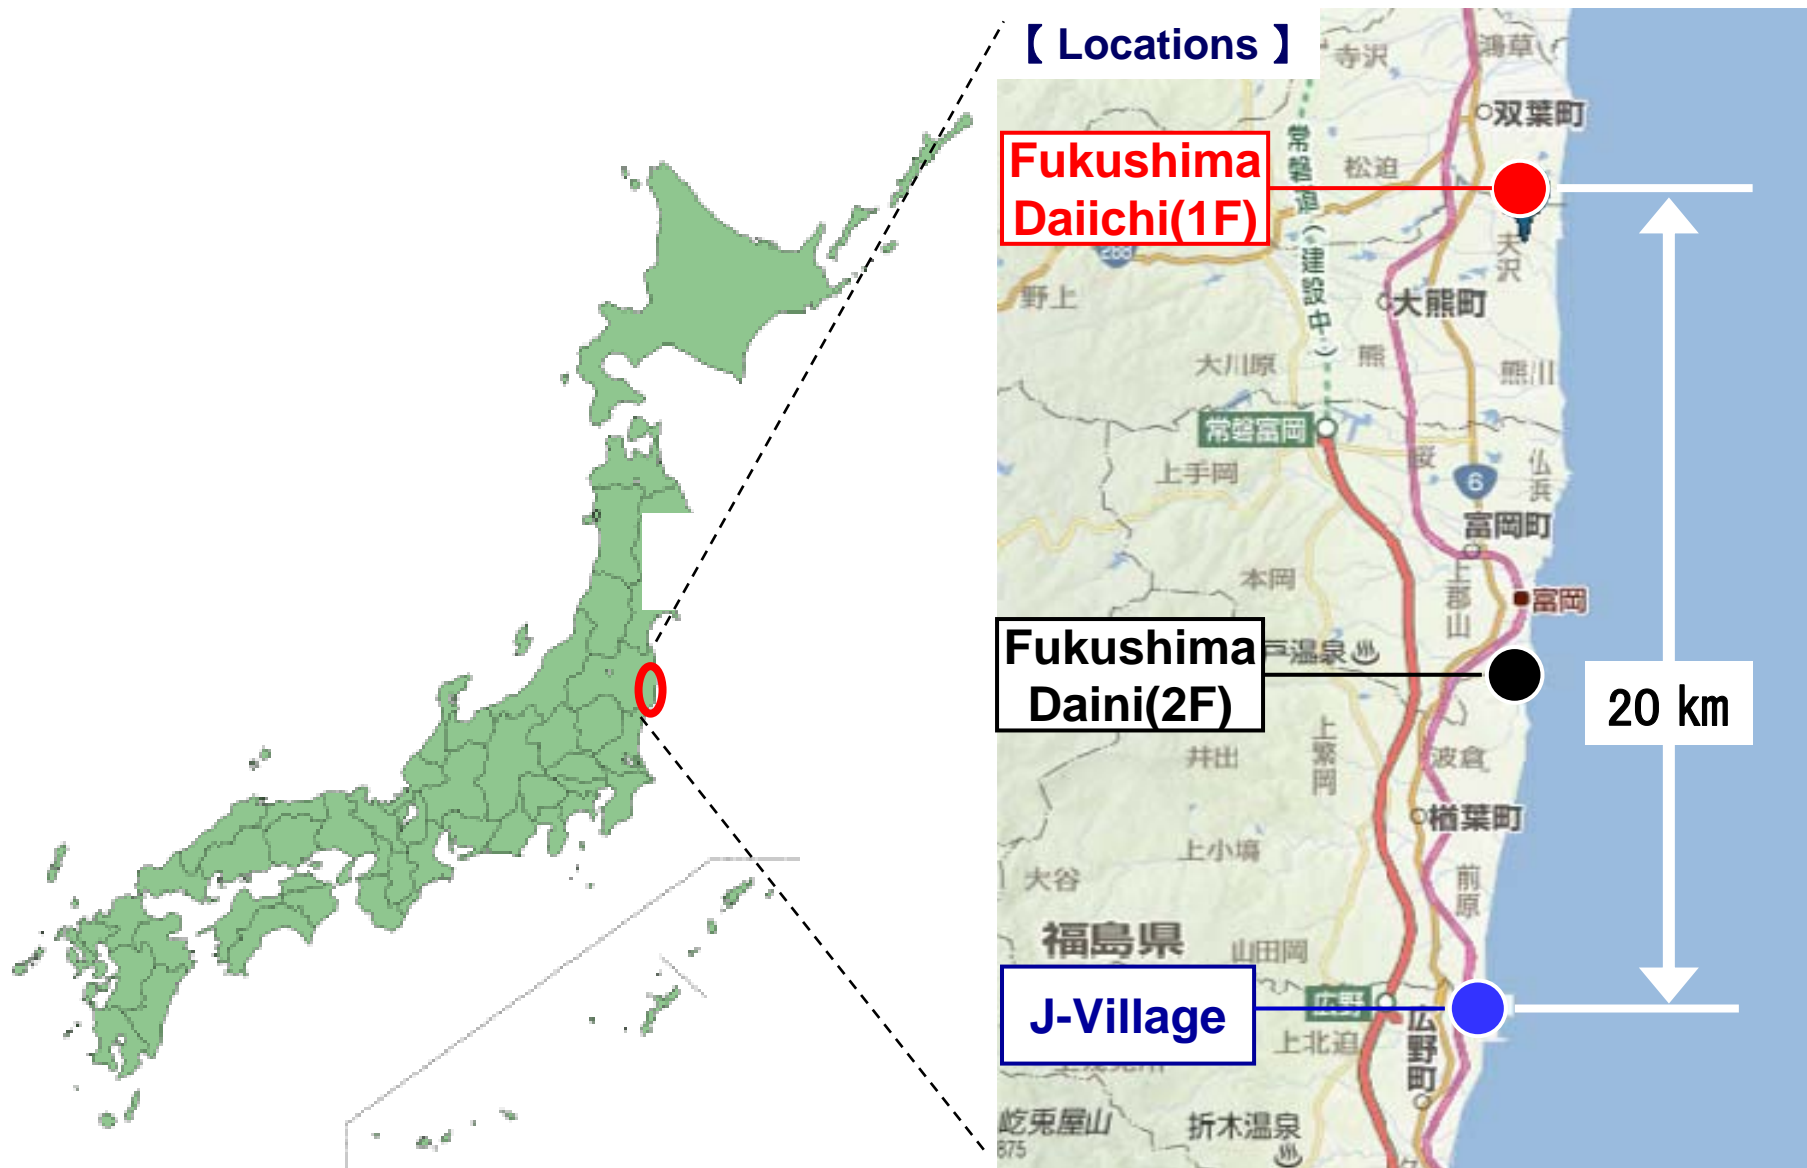 【 Locations 】
寺沢
鴻草
双葉町
Fukushima
Daiichi(1F)
松迫
常磐道(建設中)
288
夫沢
野上
大熊町
大川原
熊
熊川
常磐富岡
上手岡
桜
6
仏浜
富岡町
本岡
上郡山
富岡
Fukushima
Daini(2F)
戸温泉
20 km
上繁岡
井出
波倉
楢葉町
上小塙
大谷
前原
福島県
山田岡
J-Village
広野
上北迫
広野町
屹兎屋山
875
折木温泉